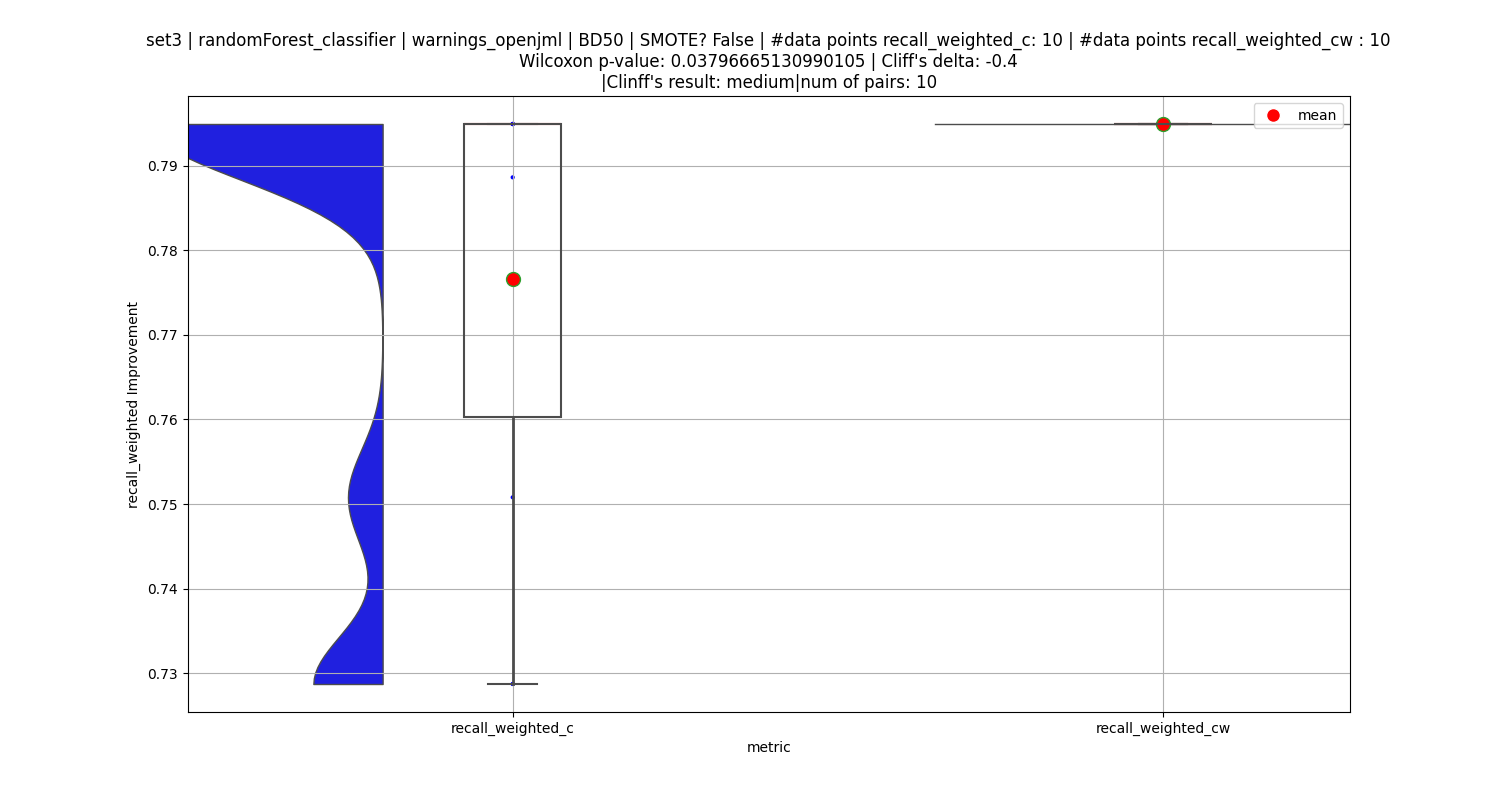 set3 | randomForest_classifier | warnings_openjml | BD50 | SMOTE? False | #data points recall_weighted_c: 10 | #data points recall_weighted_cw : 10
Wilcoxon p-value: 0.03796665130990105 | Cliff's delta: -0.4
|Clinff's result: medium|num of pairs: 10
mean
0.79
0.78
0.77
0.76
0.75
0.74
0.73
recall_weighted Improvement
recall_weighted_c
recall_weighted_cw
metric